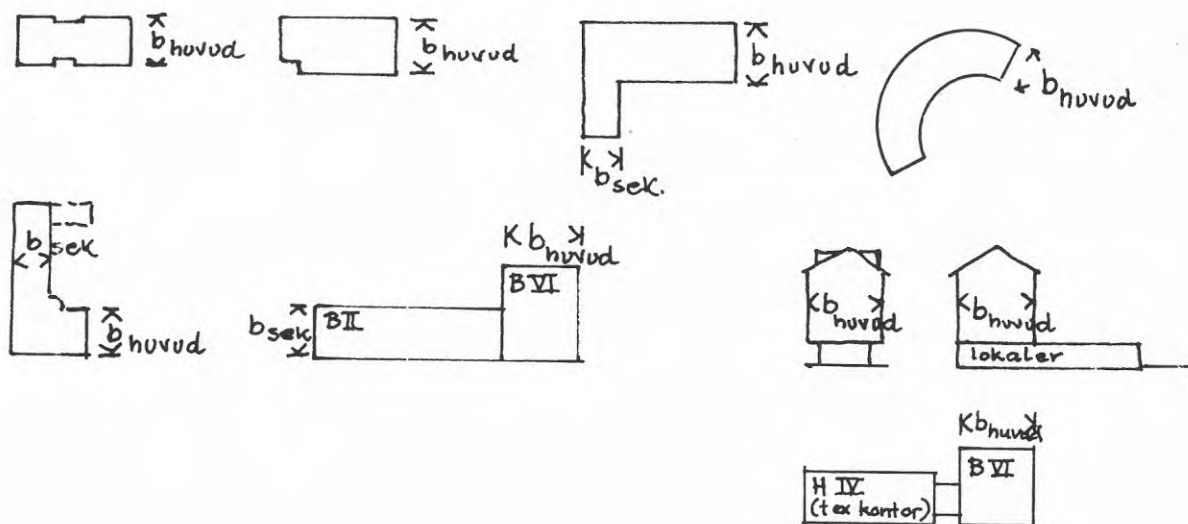 b huvud
b huvud
b huvud
b huvud
b sek.
b sek
b huvud
b huvud
B VI
b sek
B II
b huvud
b huvud
lokaler
b huvud
B VI
H IV
(tex kontor)